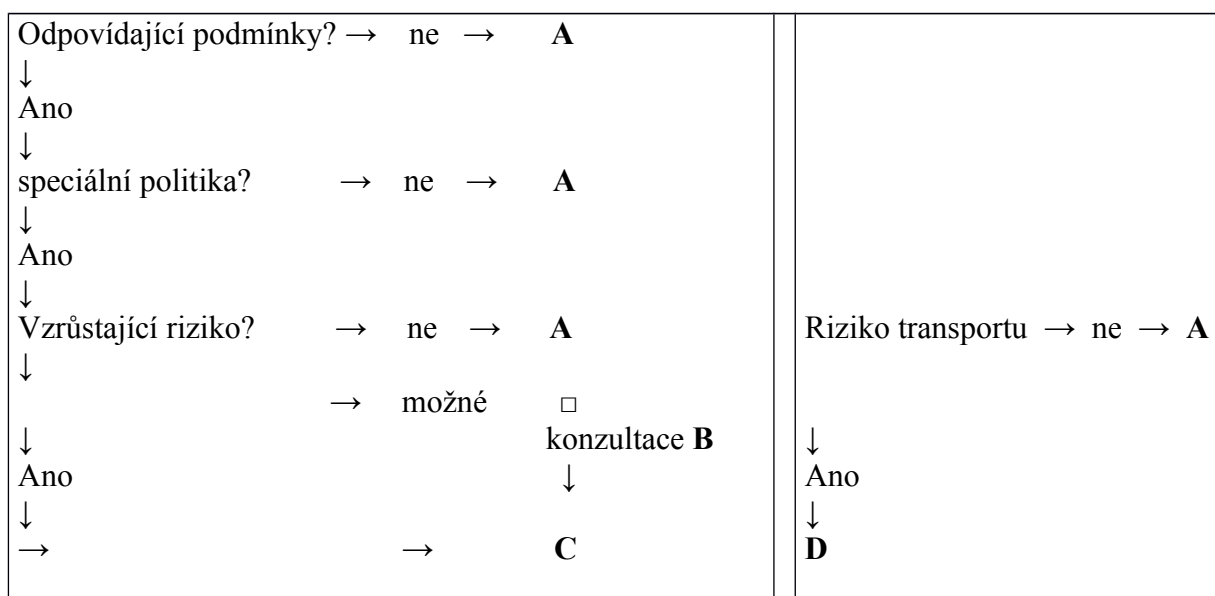 Odpovídající podmínky? → ne → A
↓
Ano
↓
speciální politika? → ne → A
↓
Ano
↓
Vzrůstající riziko? → ne → A
↓
→ možné □
konzultace B
↓
Ano ↓
↓
→ → C
Riziko transportu → ne → A
↓
Ano
↓
D